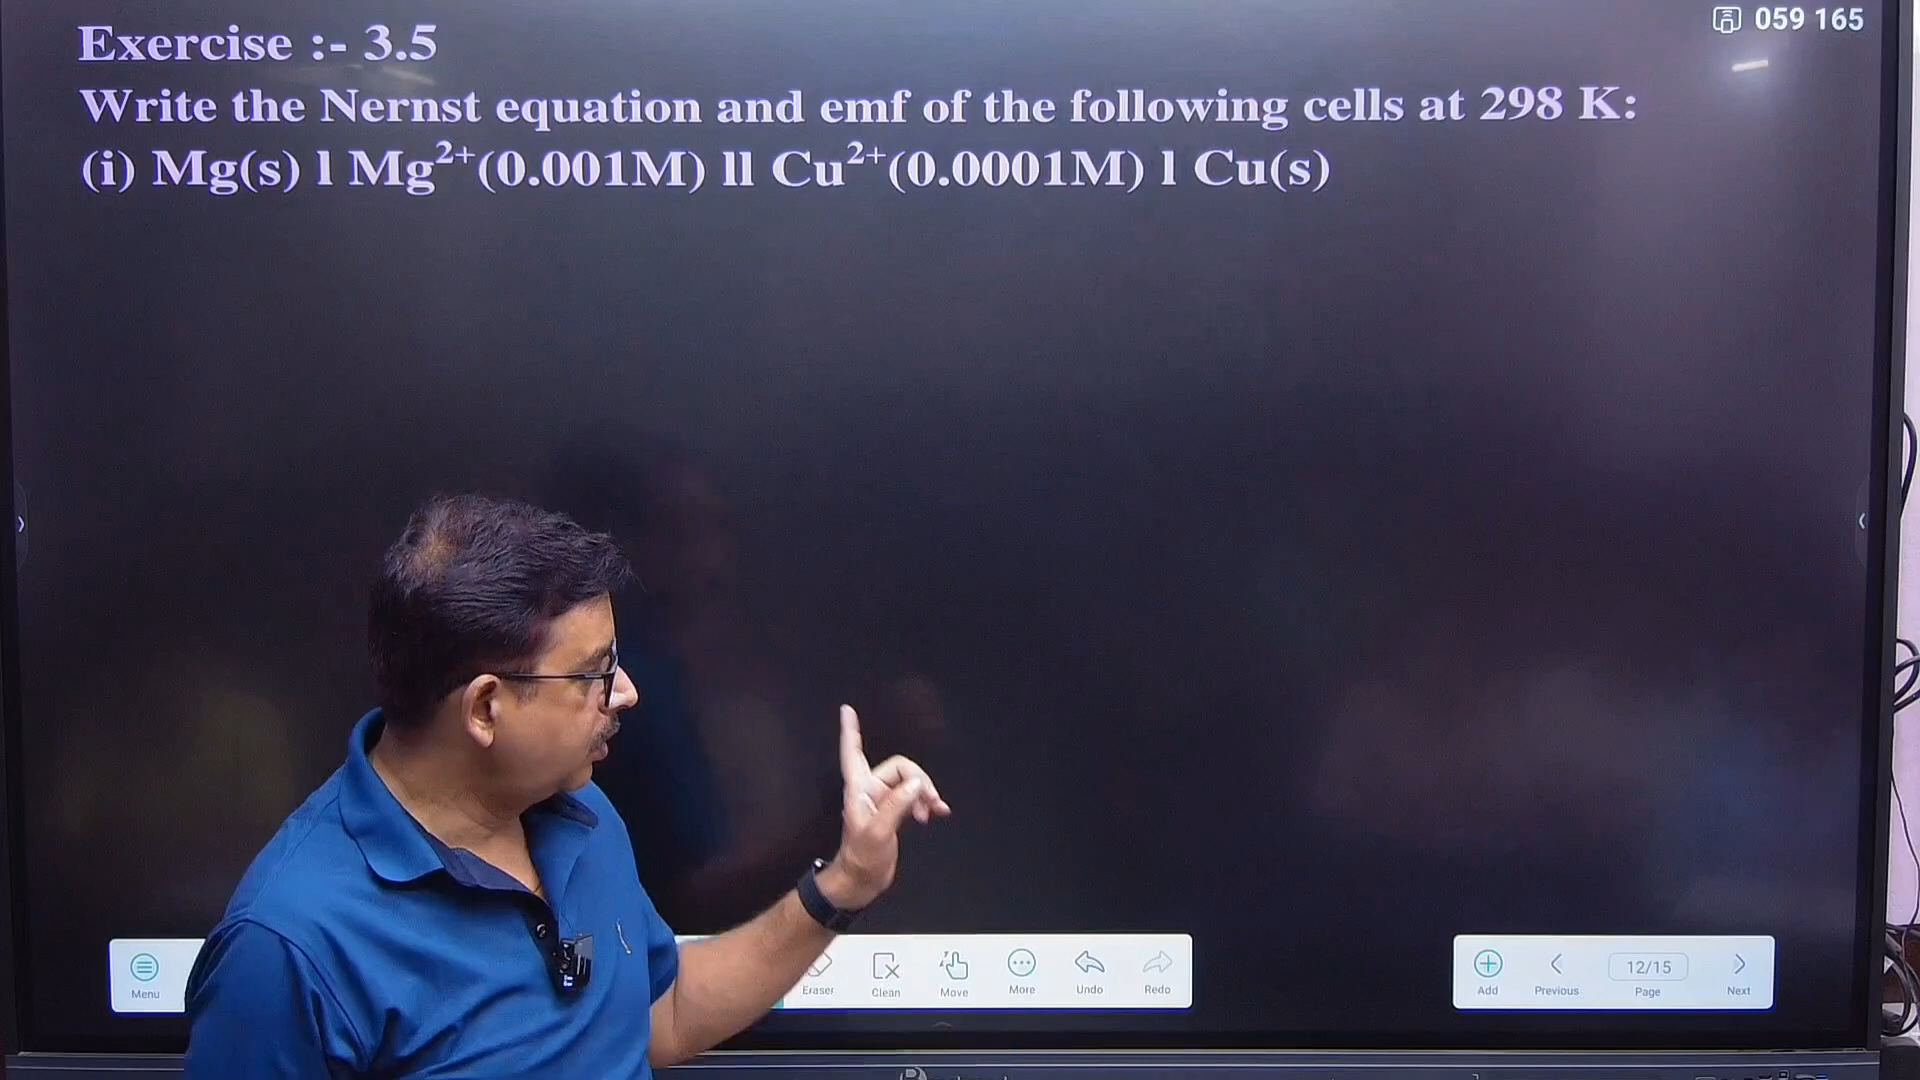 059 165
Exercise :- 3.5
Write the Nernst equation and emf of the following cells at 298 K:
(i) Mg(s) l Mg²⁺(0.001M) ll Cu²⁺(0.0001M) l Cu(s)
Menu
Eraser
Clean
Move
More
Undo
Redo
Add
Previous
12/15
Page
Next